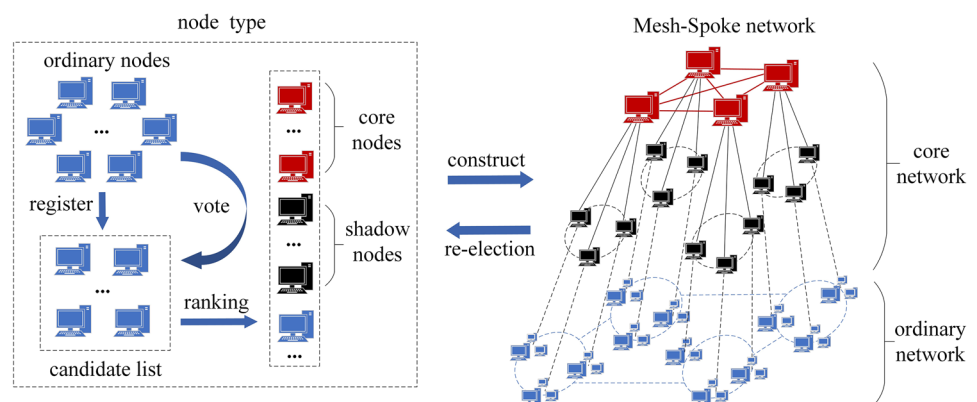 node type
ordinary nodes
...
register
vote
...
candidate list
ranking
...
core
nodes
...
shadow
nodes
...
construct
re-election
Mesh-Spoke network
core
network
ordinary
network